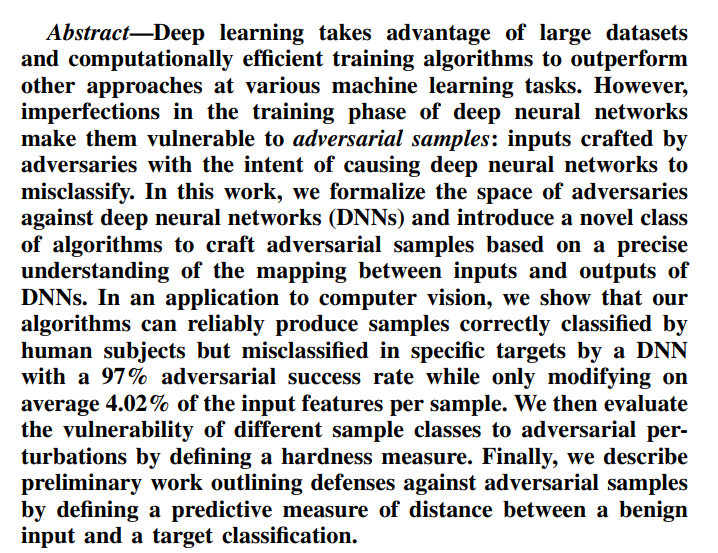 Abstract—Deep learning takes advantage of large datasets
and computationally efficient training algorithms to outperform
other approaches at various machine learning tasks. However,
imperfections in the training phase of deep neural networks
make them vulnerable to adversarial samples: inputs crafted by
adversaries with the intent of causing deep neural networks to
misclassify. In this work, we formalize the space of adversaries
against deep neural networks (DNNs) and introduce a novel class
of algorithms to craft adversarial samples based on a precise
understanding of the mapping between inputs and outputs of
DNNs. In an application to computer vision, we show that our
algorithms can reliably produce samples correctly classified by
human subjects but misclassified in specific targets by a DNN
with a 97% adversarial success rate while only modifying on
average 4.02% of the input features per sample. We then evaluate
the vulnerability of different sample classes to adversarial per-
turbations by defining a hardness measure. Finally, we describe
preliminary work outlining defenses against adversarial samples
by defining a predictive measure of distance between a benign
input and a target classification.